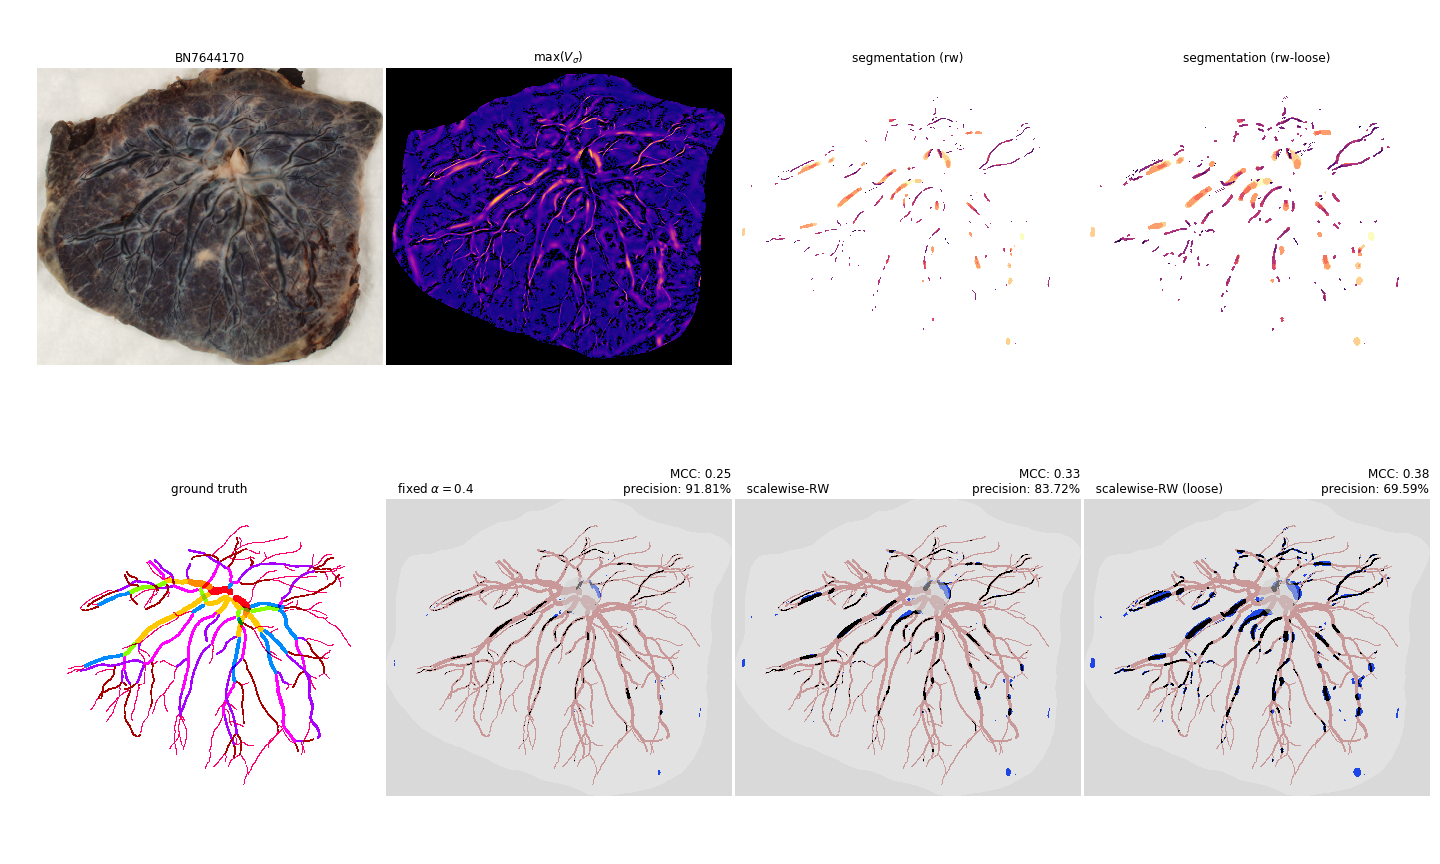 BN7644170
max(V_σ)
segmentation (rw)
segmentation (rw-loose)
ground truth
fixed α = 0.4
MCC: 0.25
precision: 91.81%
scalewise-RW
MCC: 0.33
precision: 83.72%
scalewise-RW (loose)
MCC: 0.38
precision: 69.59%